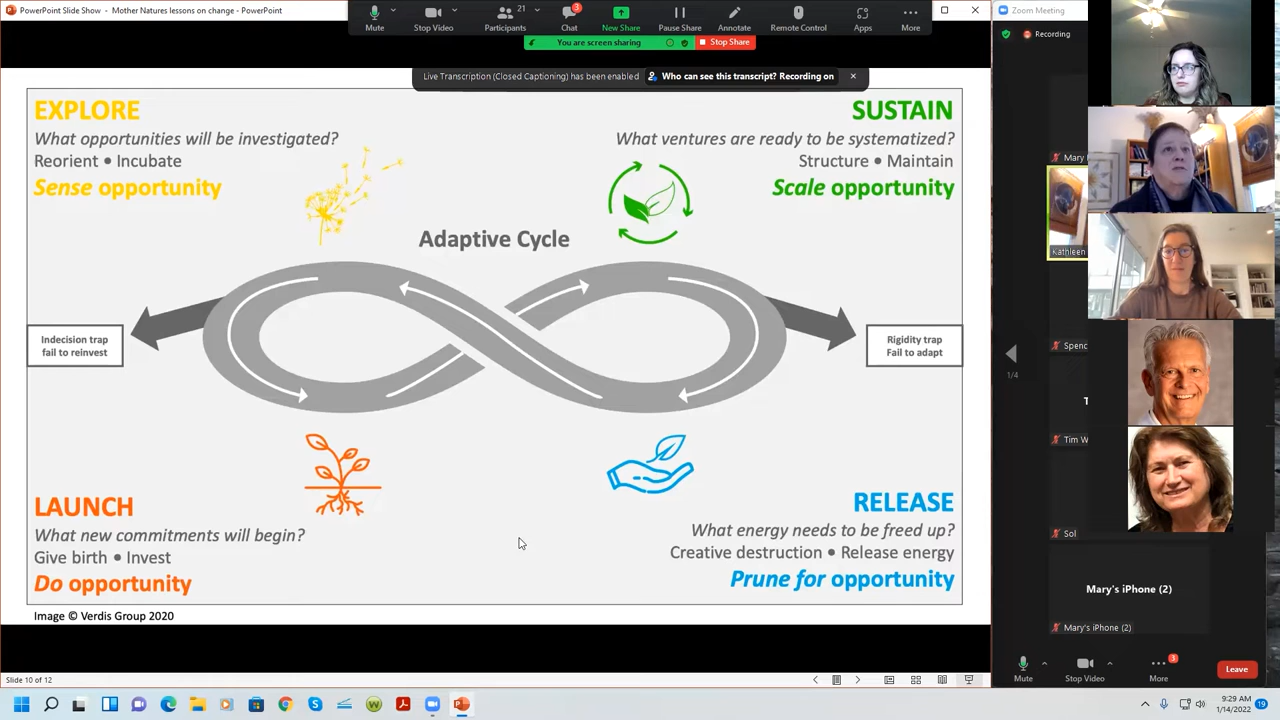 PowerPoint Slide Show - Mother Natures lessons on change - PowerPoint
Mute
Stop Video
21
Participants
3
Chat
New Share
Pause Share
Annotate
Remote Control
Apps
More
You are screen sharing
Stop Share
Live Transcription (Closed Captioning) has been enabled
Who can see this transcript? Recording on
Zoom Meeting
Recording
EXPLORE
What opportunities will be investigated?
Reorient • Incubate
Sense opportunity
SUSTAIN
What ventures are ready to be systematized?
Structure • Maintain
Scale opportunity
Adaptive Cycle
Indecision trap
fail to reinvest
Rigidity trap
Fail to adapt
LAUNCH
What new commitments will begin?
Give birth • Invest
Do opportunity
RELEASE
What energy needs to be freed up?
Creative destruction • Release energy
Prune for opportunity
Image © Verdis Group 2020
Mary
Kathleen
Spenc
1/4
T
Tim W
Sol
Mary's iPhone (2)
Mary's iPhone (2)
Mute
Stop Video
3
More
Leave
Slide 10 of 12
9:29 AM
1/14/2022
19